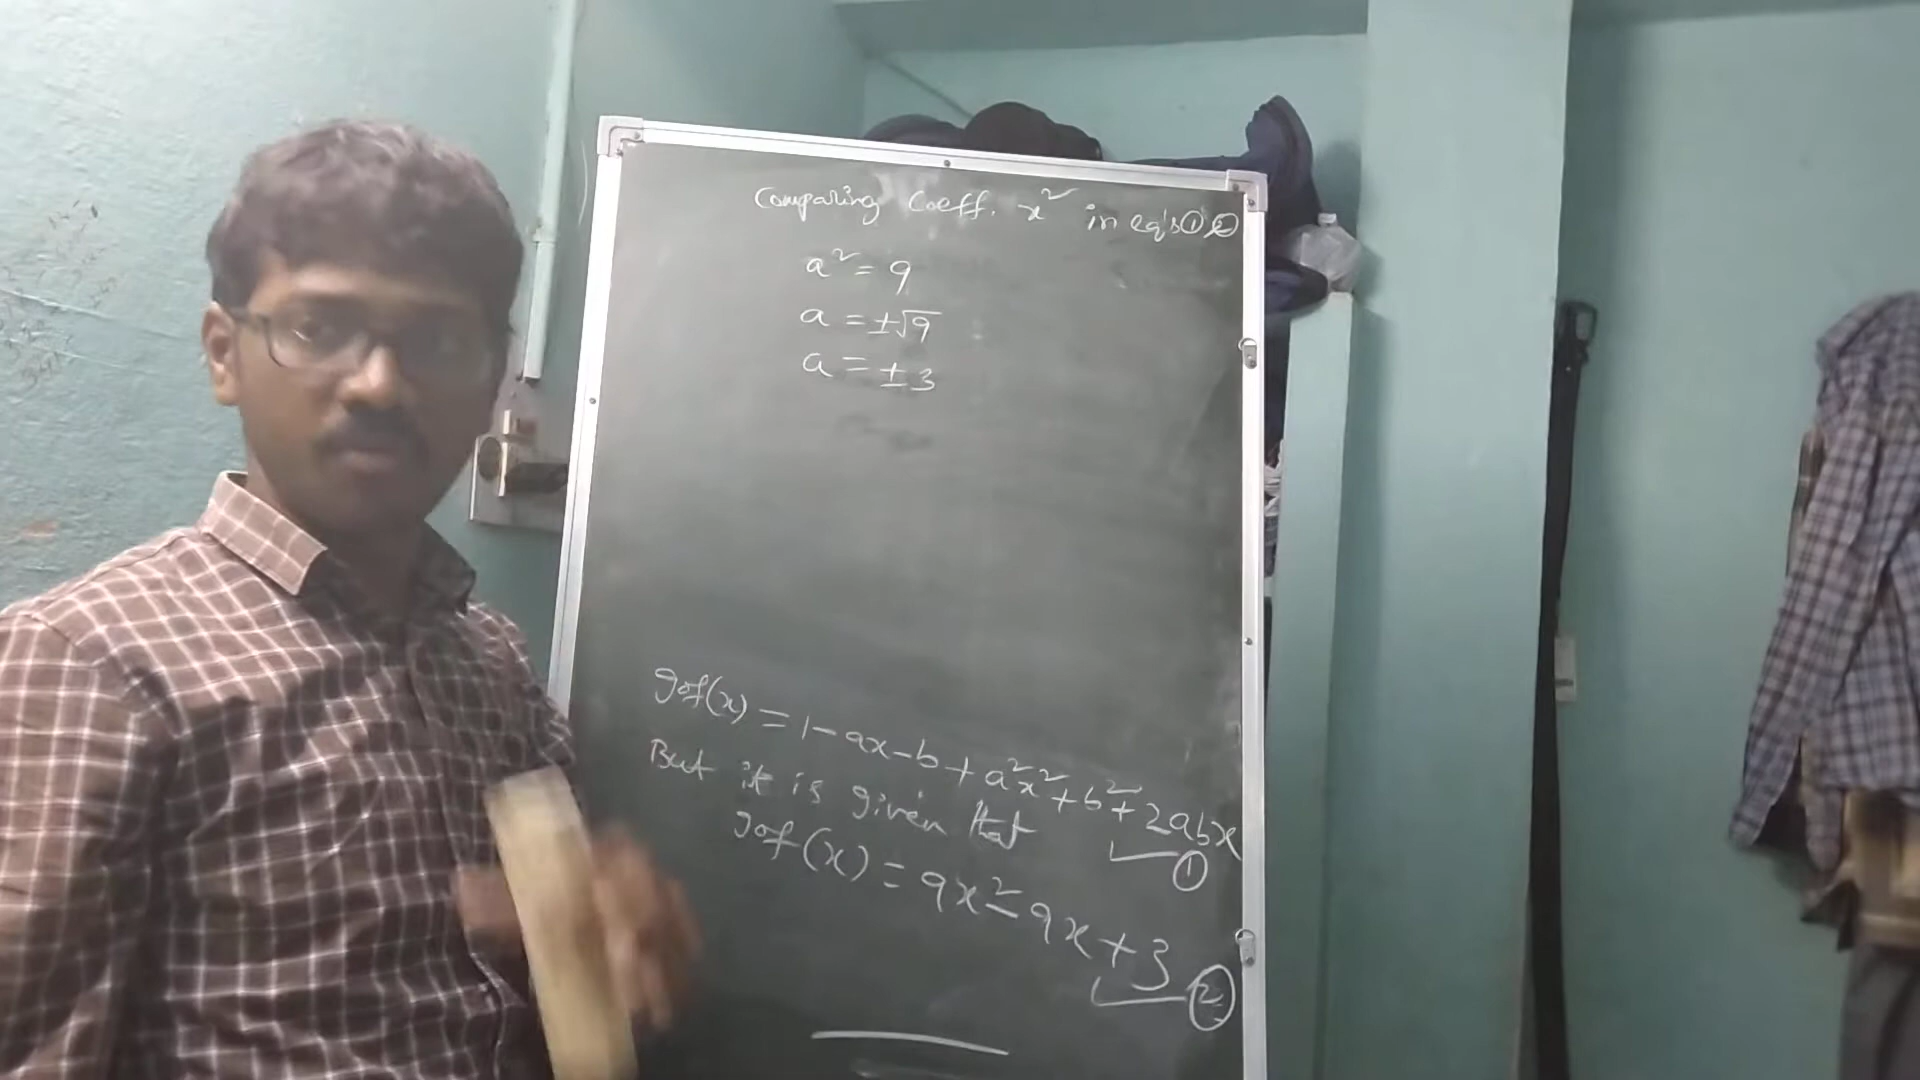 Comparing Coeff. x² in eq's ① ②
a² = 9
a = ±√9
a = ±3
gof(x) = 1 - ax - b + a²x² + b² + 2abx
①
But it is given that
gof(x) = 9x² - 9x + 3
②